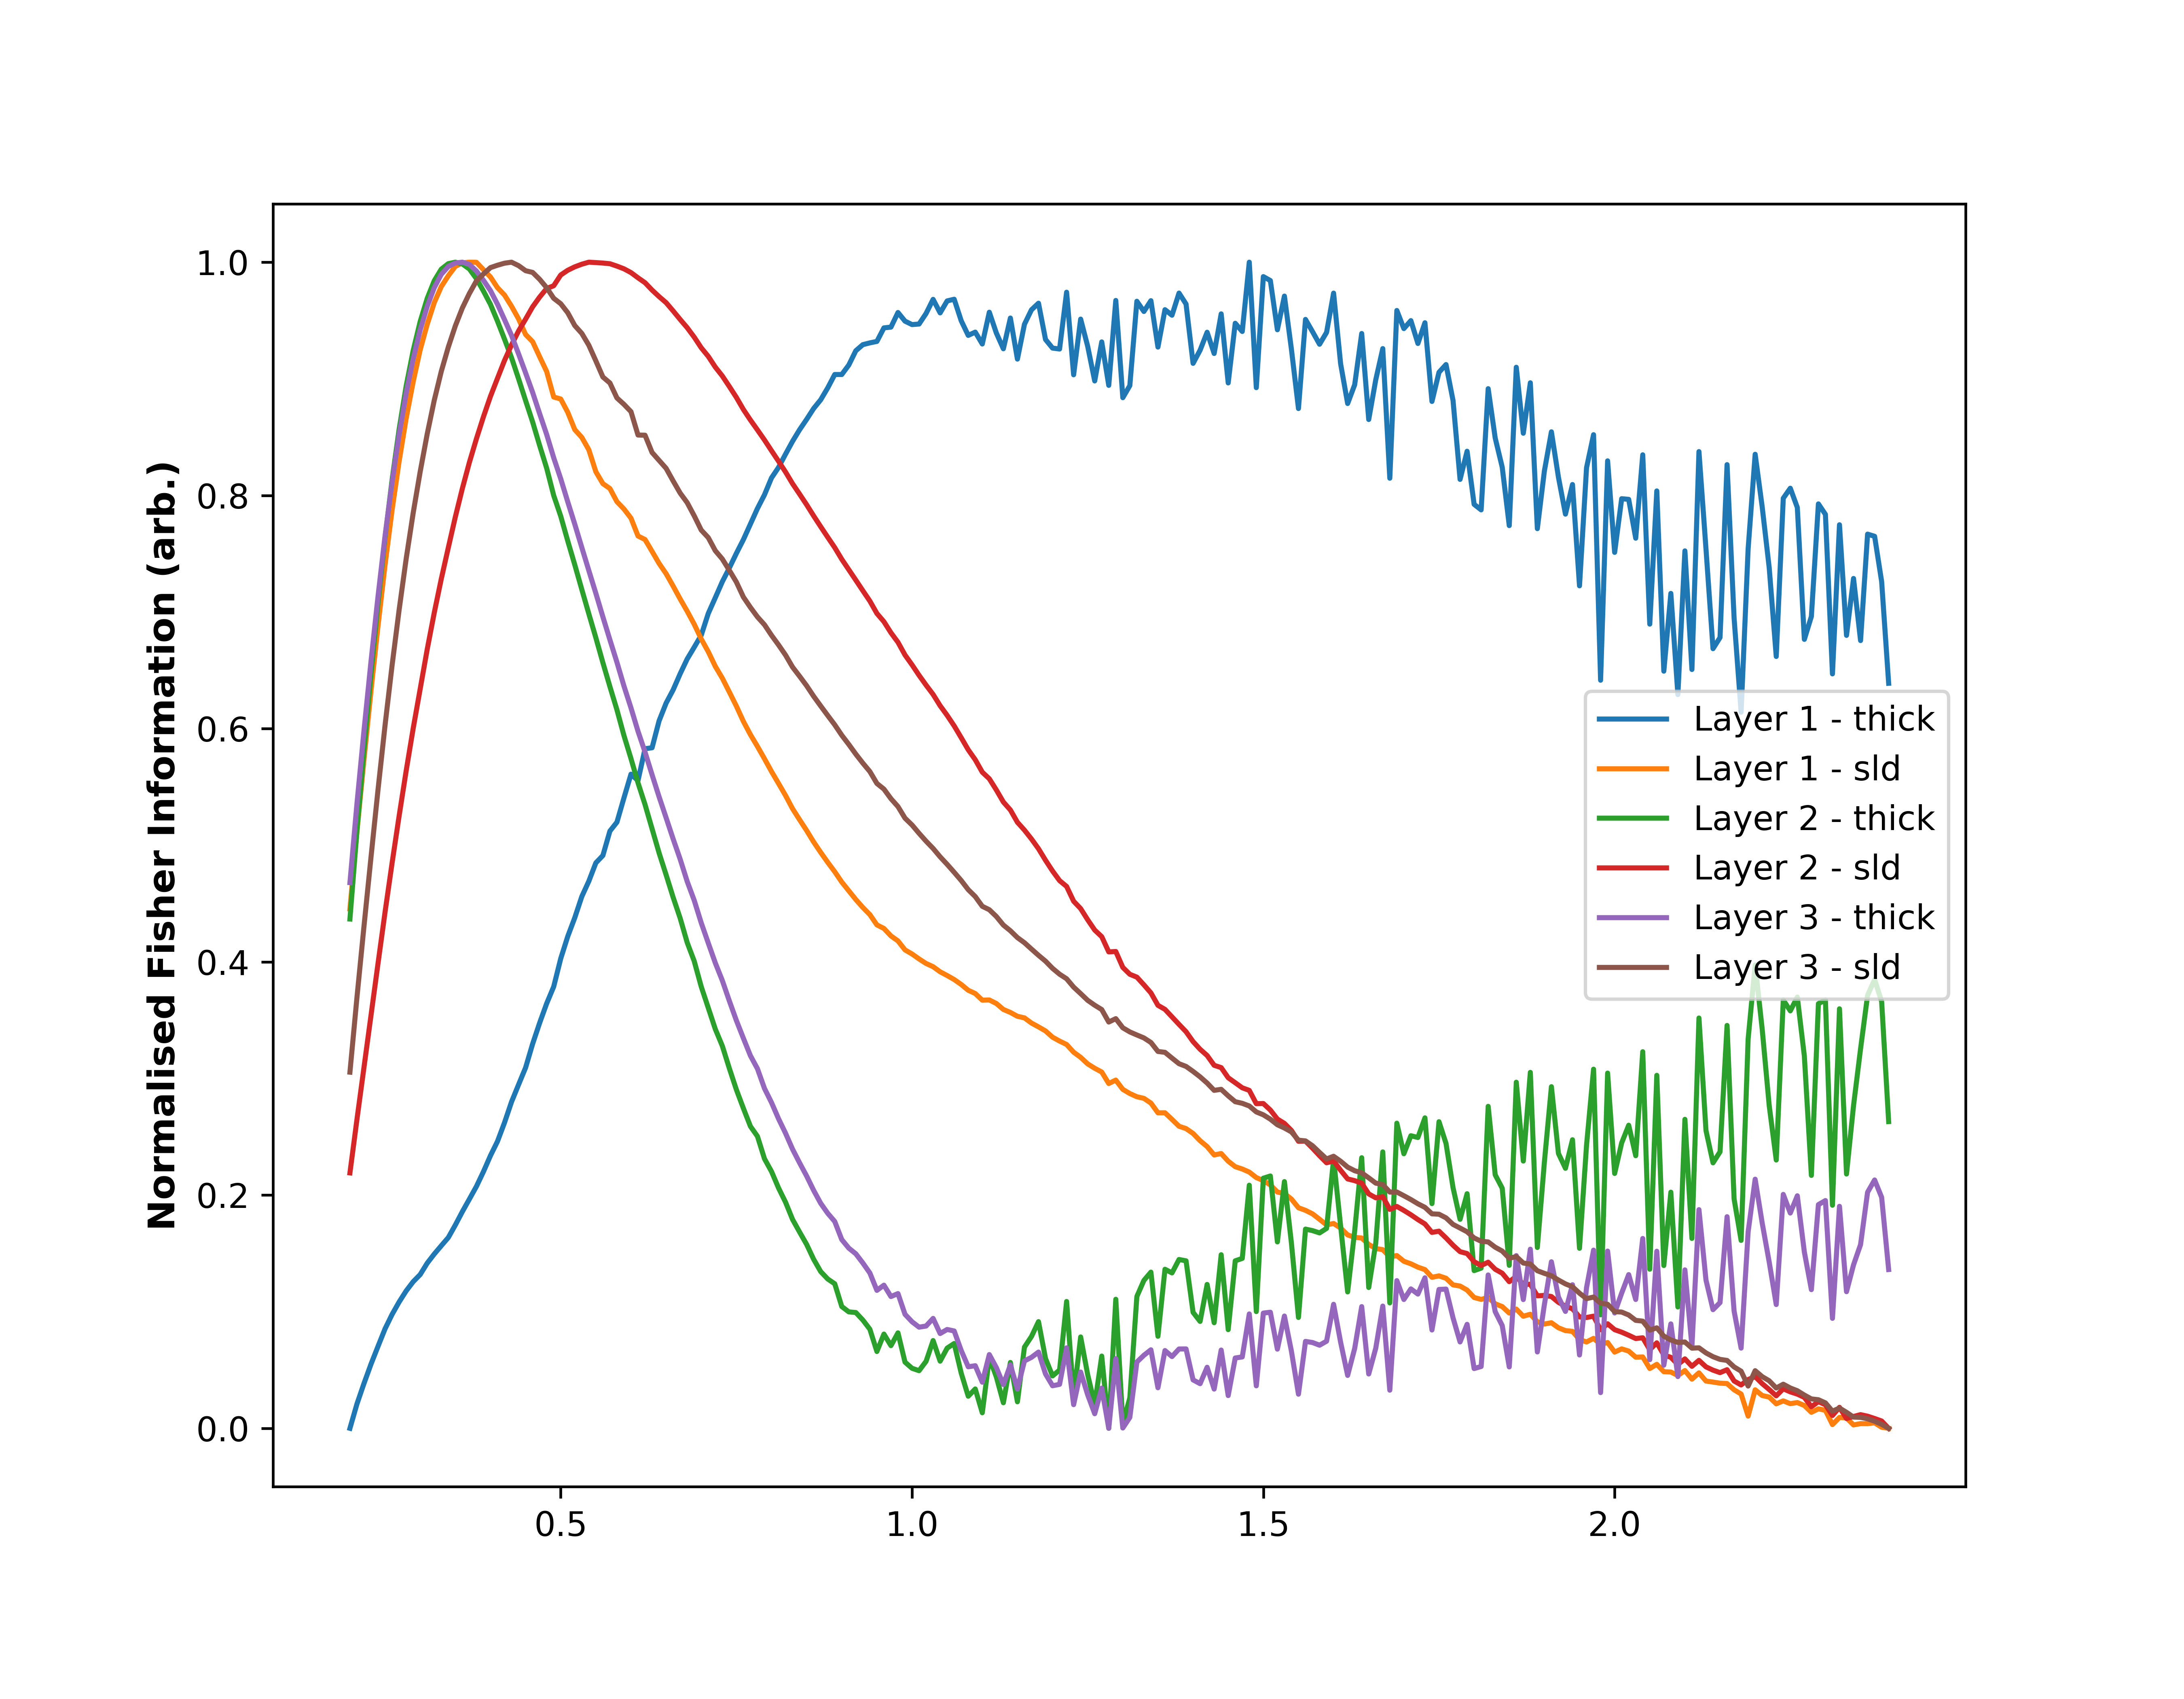 Normalised Fisher Information (arb.)
1.0
0.8
0.6
0.4
0.2
0.0
0.5 1.0 1.5 2.0
Layer 1 - thick
Layer 1 - sld
Layer 2 - thick
Layer 2 - sld
Layer 3 - thick
Layer 3 - sld